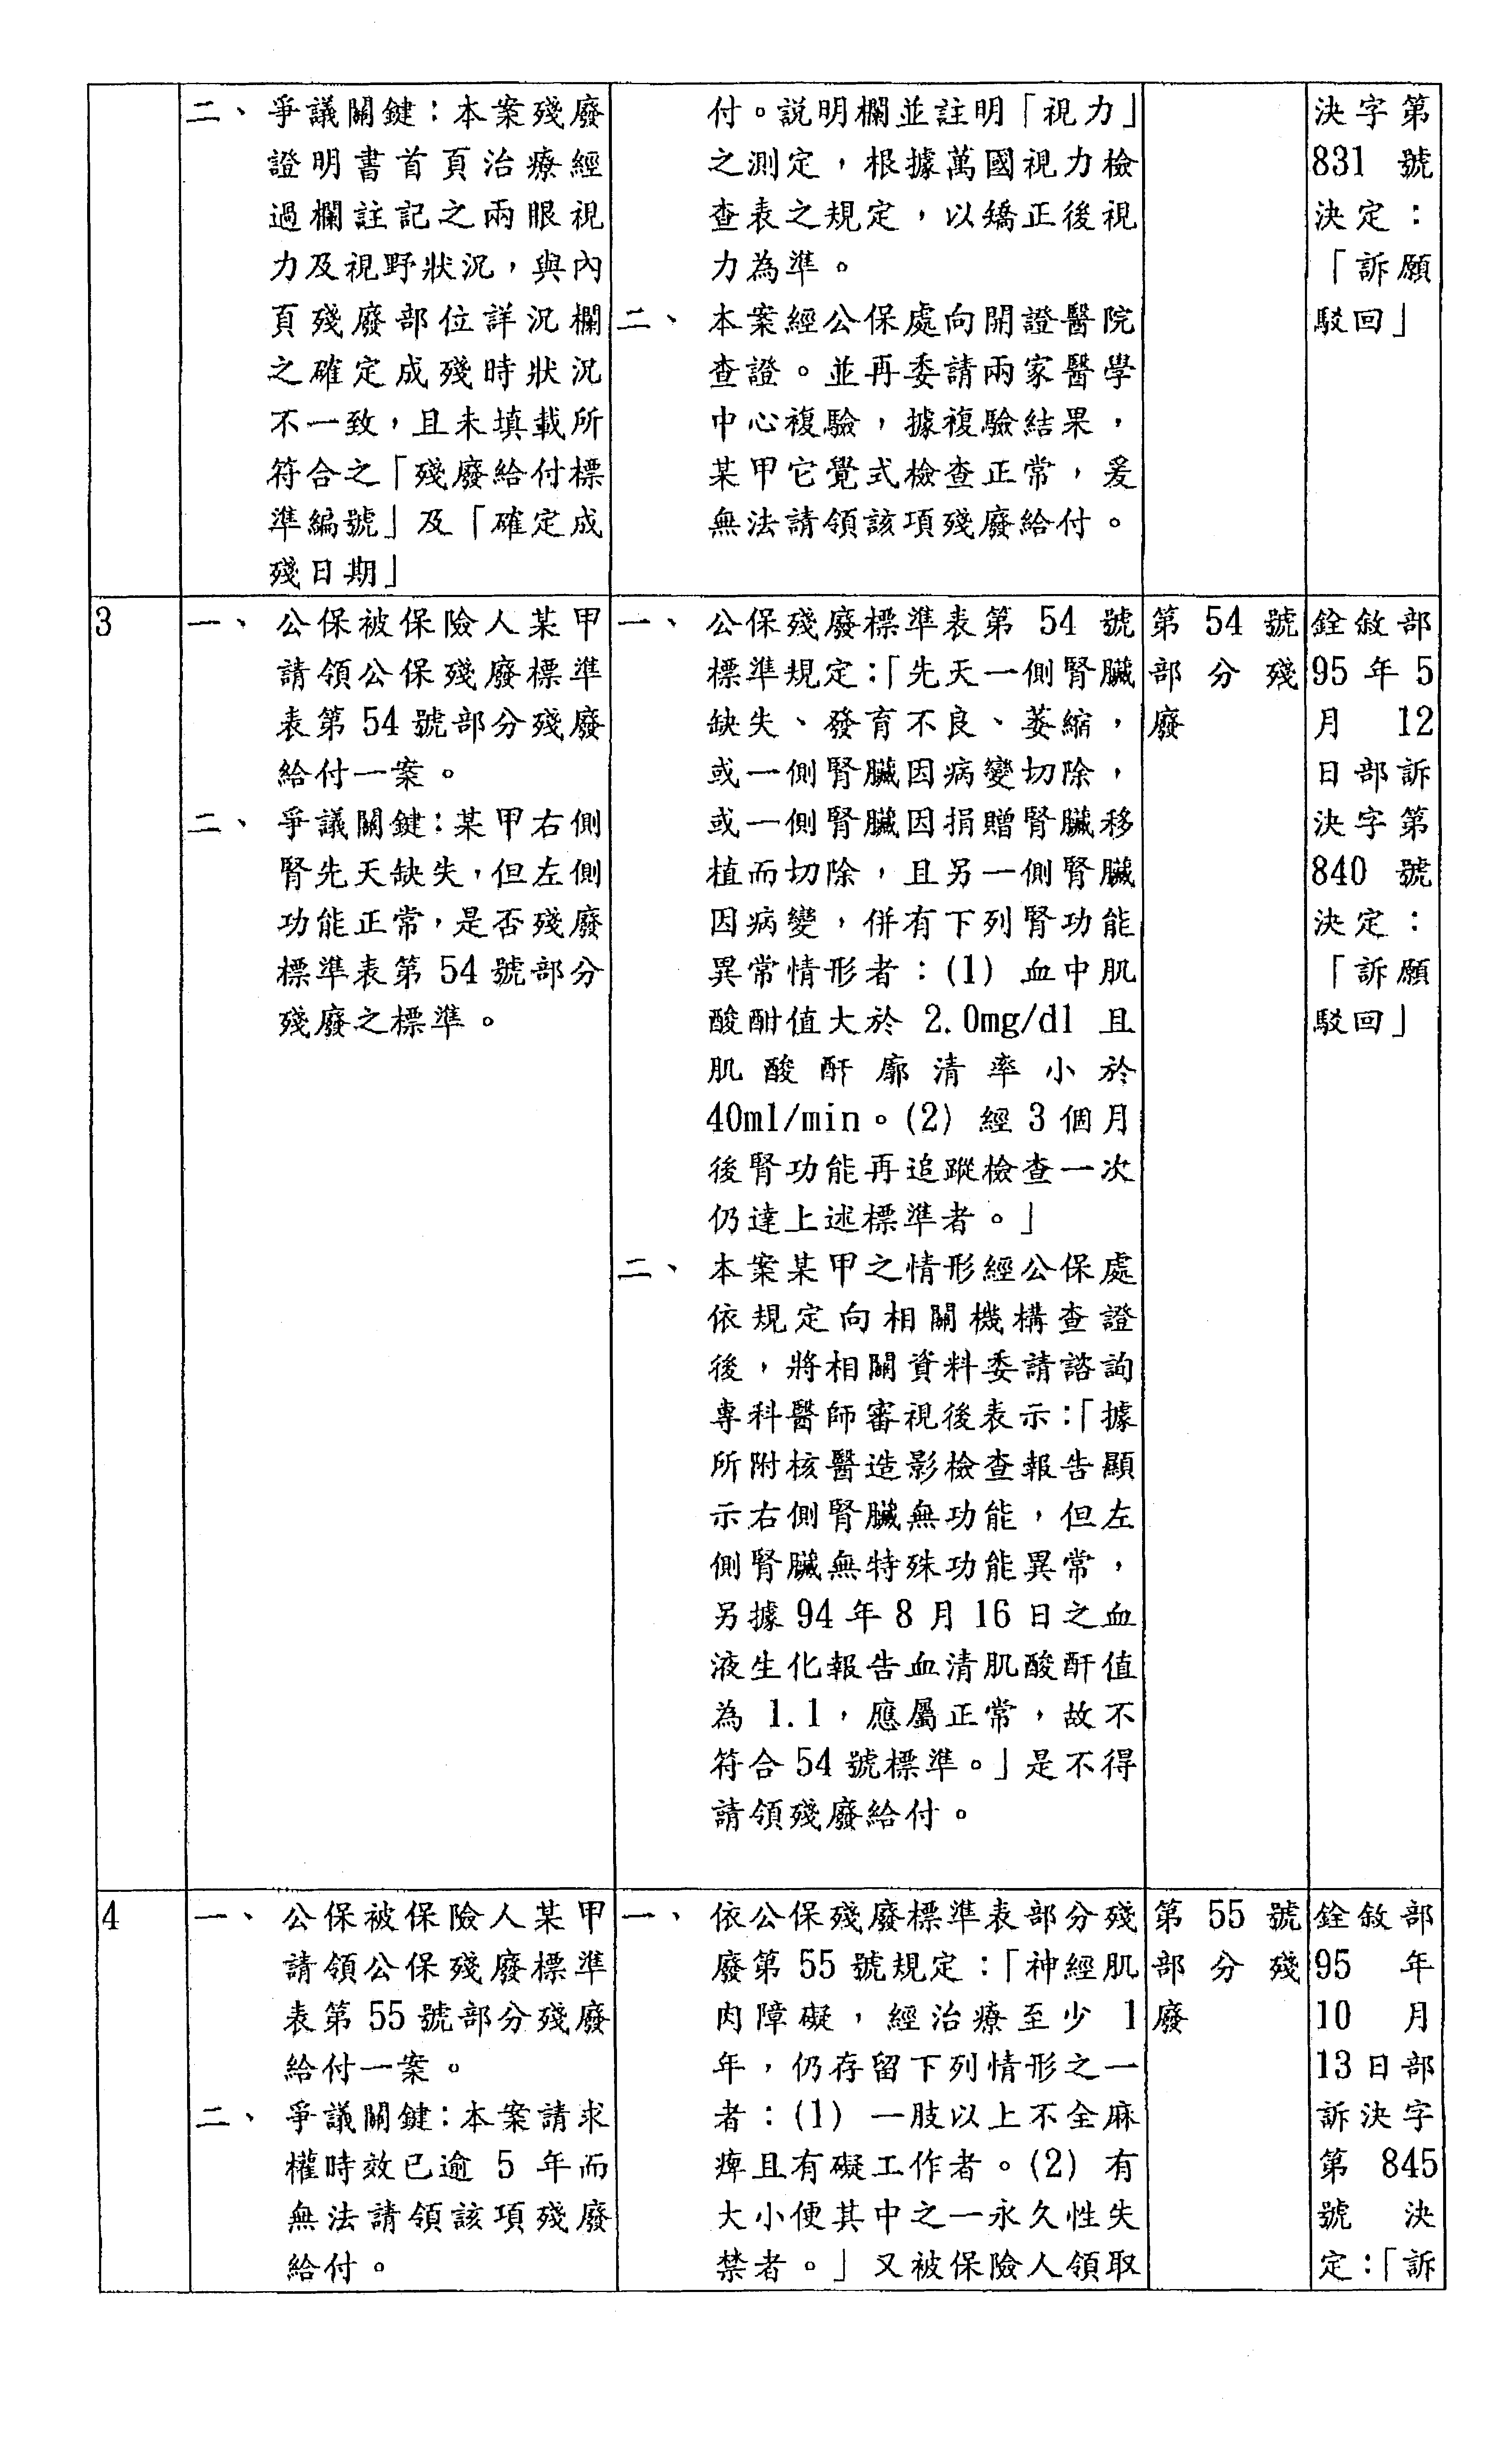 二、爭議關鍵：本案殘廢
證明書首頁治療經
過欄註記之兩眼視
力及視野狀況，與內
頁殘廢部位詳況欄
之確定成殘時狀況
不一致，且未填載所
符合之「殘廢給付標
準編號」及「確定成
殘日期」
付。說明欄並註明「視力」
之測定，根據萬國視力檢
查表之規定，以矯正後視
力為準。
二、本案經公保處向開證醫院
查證。並再委請兩家醫學
中心複驗，據複驗結果，
某甲它覺式檢查正常，爰
無法請領該項殘廢給付。
決字第
831 號
決定：
「訴願
駁回」
3
一、公保被保險人某甲
請領公保殘廢標準
表第 54 號部分殘廢
給付一案。
二、爭議關鍵：某甲右側
腎先天缺失，但左側
功能正常，是否殘廢
標準表第 54 號部分
殘廢之標準。
一、公保殘廢標準表第 54 號
標準規定：「先天一側腎臟
缺失、發育不良、萎縮，
或一側腎臟因病變切除，
或一側腎臟因捐贈腎臟移
植而切除，且另一側腎臟
因病變，併有下列腎功能
異常情形者：(1) 血中肌
酸酣值大於 2.0mg/dl 且
肌酸酐廓清率小於
40ml/min。(2) 經 3 個月
後腎功能再追蹤檢查一次
仍達上述標準者。」
二、本案某甲之情形經公保處
依規定向相關機構查證
後，將相關資料委請諮詢
專科醫師審視後表示：「據
所附核醫造影檢查報告顯
示右側腎臟無功能，但左
側腎臟無特殊功能異常，
另據 94 年 8 月 16 日之血
液生化報告血清肌酸酐值
為 1.1，應屬正常，故不
符合 54 號標準。」是不得
請領殘廢給付。
第 54 號
部分殘
廢
銓敘部
95 年 5
月 12
日部訴
決字第
840 號
決定：
「訴願
駁回」
4
一、公保被保險人某甲
請領公保殘廢標準
表第 55 號部分殘廢
給付一案。
二、爭議關鍵：本案請求
權時效已逾 5 年而
無法請領該項殘廢
給付。
一、依公保殘廢標準表部分殘
廢第 55 號規定：「神經肌
肉障礙，經治療至少 1
年，仍存留下列情形之一
者：(1) 一肢以上不全麻
痺且有礙工作者。(2) 有
大小便其中之一永久性失
禁者。」又被保險人領取
第 55 號
部分殘
廢
銓敘部
95 年
10 月
13 日部
訴決字
第 845
號 決
定：「訴